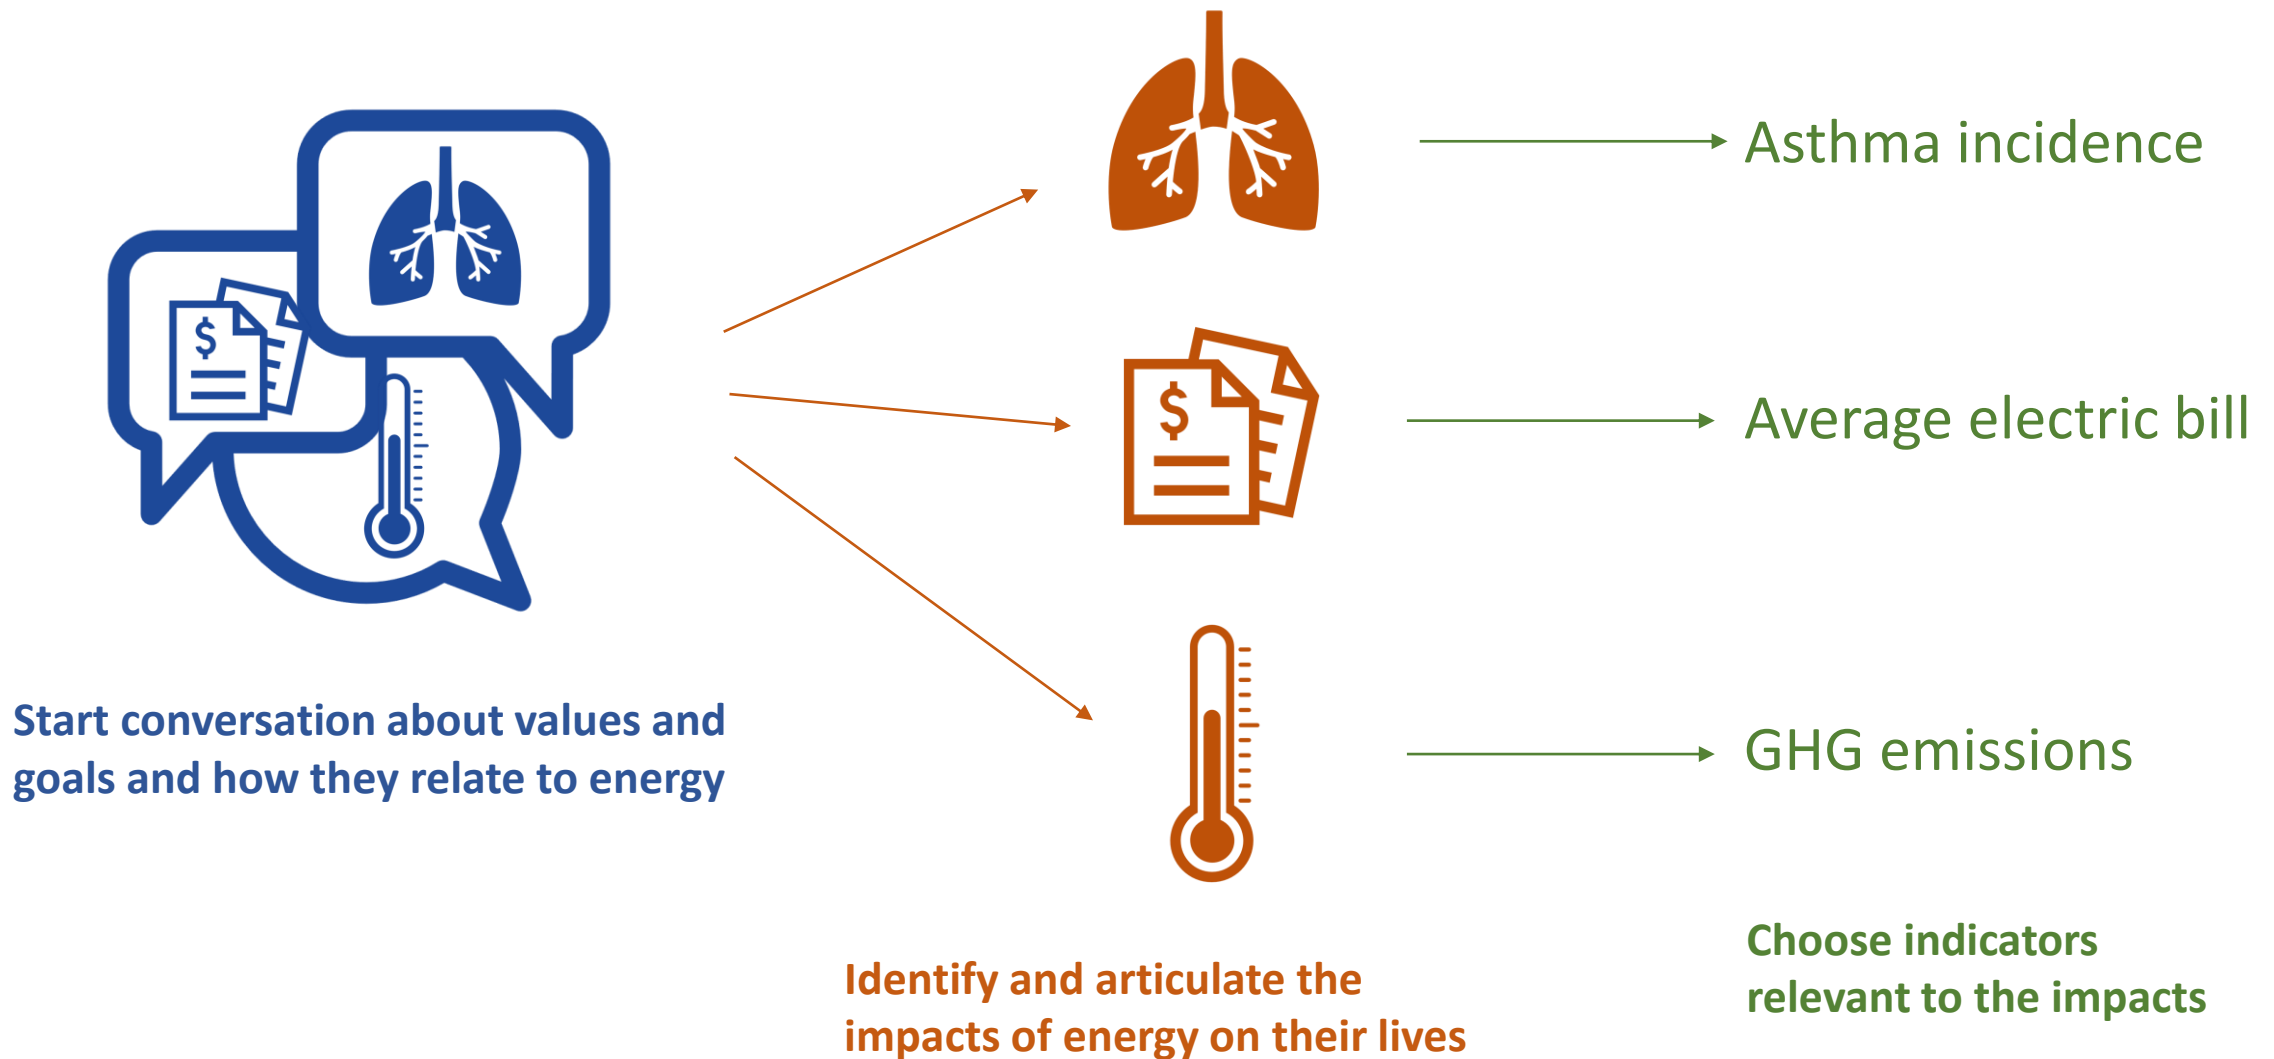 Asthma incidence
$
$
Average electric bill
Start conversation about values and
goals and how they relate to energy
GHG emissions
Identify and articulate the
impacts of energy on their lives
Choose indicators
relevant to the impacts